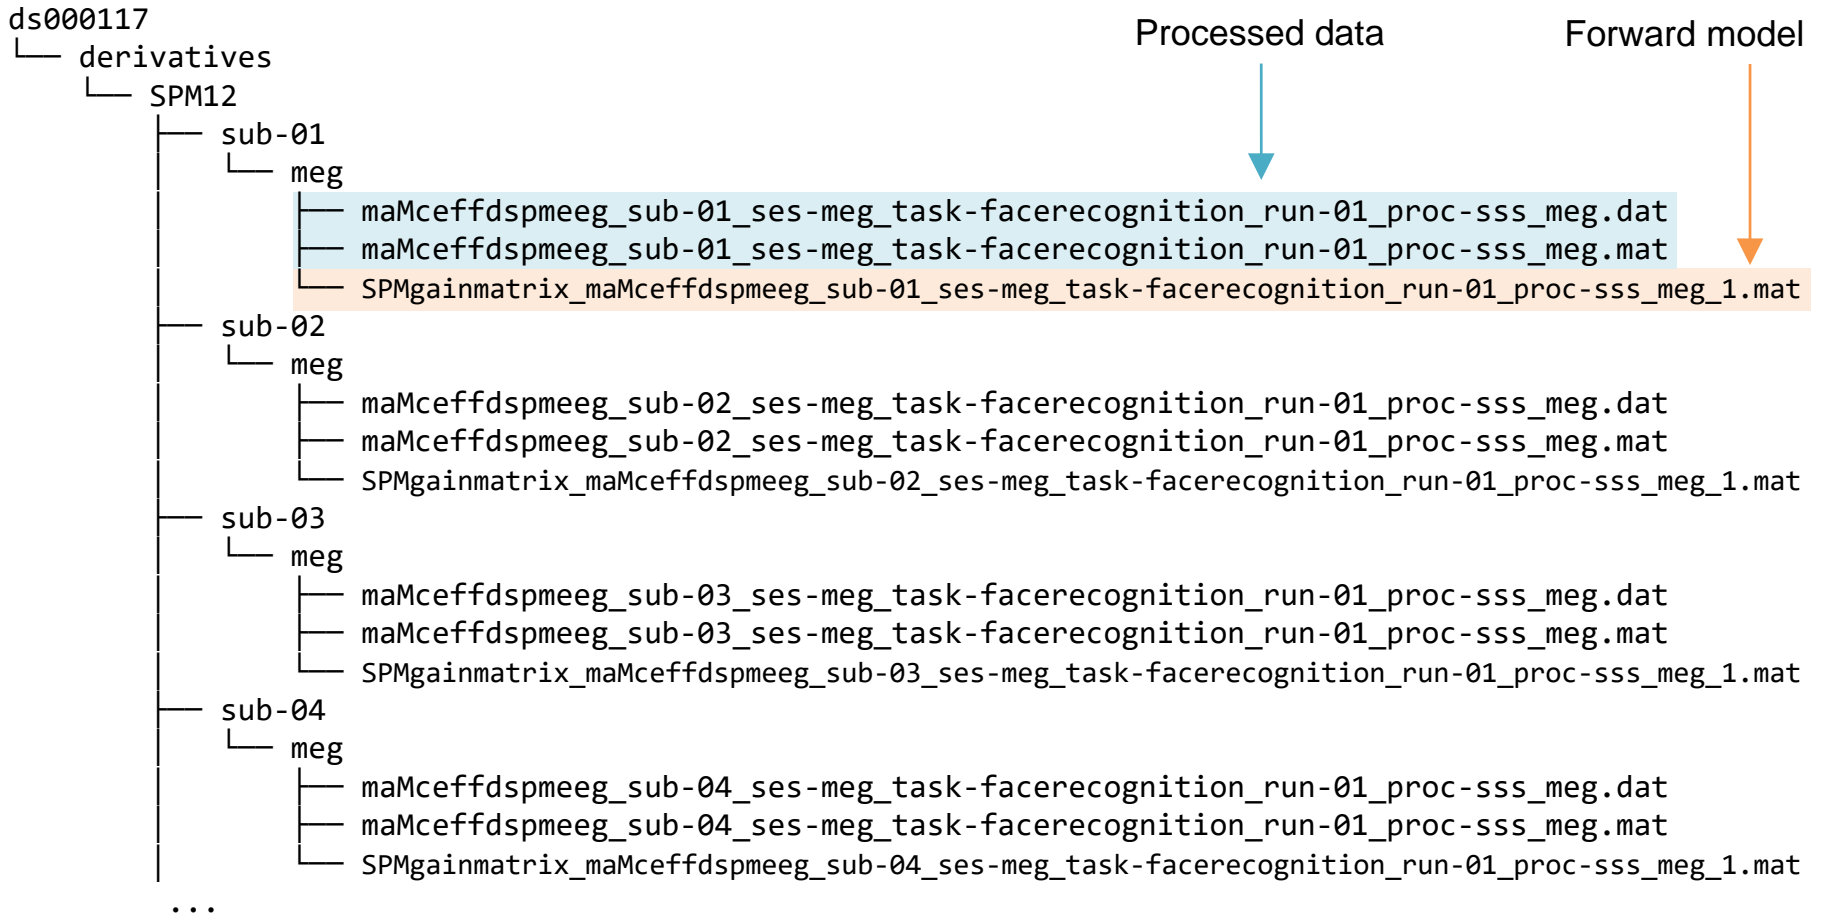 ds000117
Processed data
Forward model
└── derivatives
└── SPM12
├── sub-01
│ └── meg
│ ├── maMceffdspmeeg_sub-01_ses-meg_task-facerecognition_run-01_proc-sss_meg.dat
│ ├── maMceffdspmeeg_sub-01_ses-meg_task-facerecognition_run-01_proc-sss_meg.mat
│ └── SPMgainmatrix_maMceffdspmeeg_sub-01_ses-meg_task-facerecognition_run-01_proc-sss_meg_1.mat
├── sub-02
│ └── meg
│ ├── maMceffdspmeeg_sub-02_ses-meg_task-facerecognition_run-01_proc-sss_meg.dat
│ ├── maMceffdspmeeg_sub-02_ses-meg_task-facerecognition_run-01_proc-sss_meg.mat
│ └── SPMgainmatrix_maMceffdspmeeg_sub-02_ses-meg_task-facerecognition_run-01_proc-sss_meg_1.mat
├── sub-03
│ └── meg
│ ├── maMceffdspmeeg_sub-03_ses-meg_task-facerecognition_run-01_proc-sss_meg.dat
│ ├── maMceffdspmeeg_sub-03_ses-meg_task-facerecognition_run-01_proc-sss_meg.mat
│ └── SPMgainmatrix_maMceffdspmeeg_sub-03_ses-meg_task-facerecognition_run-01_proc-sss_meg_1.mat
├── sub-04
│ └── meg
│ ├── maMceffdspmeeg_sub-04_ses-meg_task-facerecognition_run-01_proc-sss_meg.dat
│ ├── maMceffdspmeeg_sub-04_ses-meg_task-facerecognition_run-01_proc-sss_meg.mat
│ └── SPMgainmatrix_maMceffdspmeeg_sub-04_ses-meg_task-facerecognition_run-01_proc-sss_meg_1.mat
...